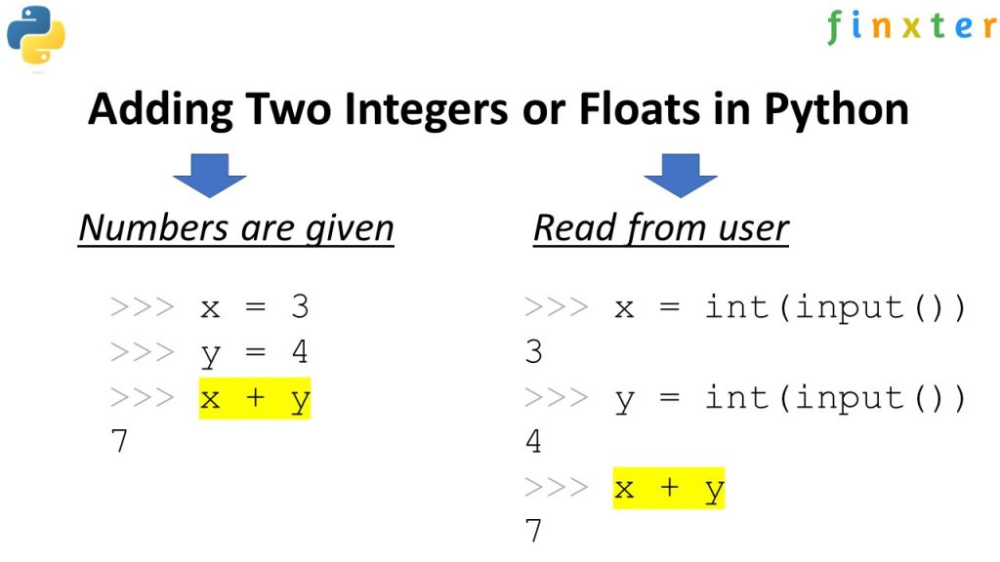 finxter
Adding Two Integers or Floats in Python
Numbers are given
>>> x = 3
>>> y = 4
>>> x + y
7
Read from user
>>> x = int(input())
3
>>> y = int(input())
4
>>> x + y
7